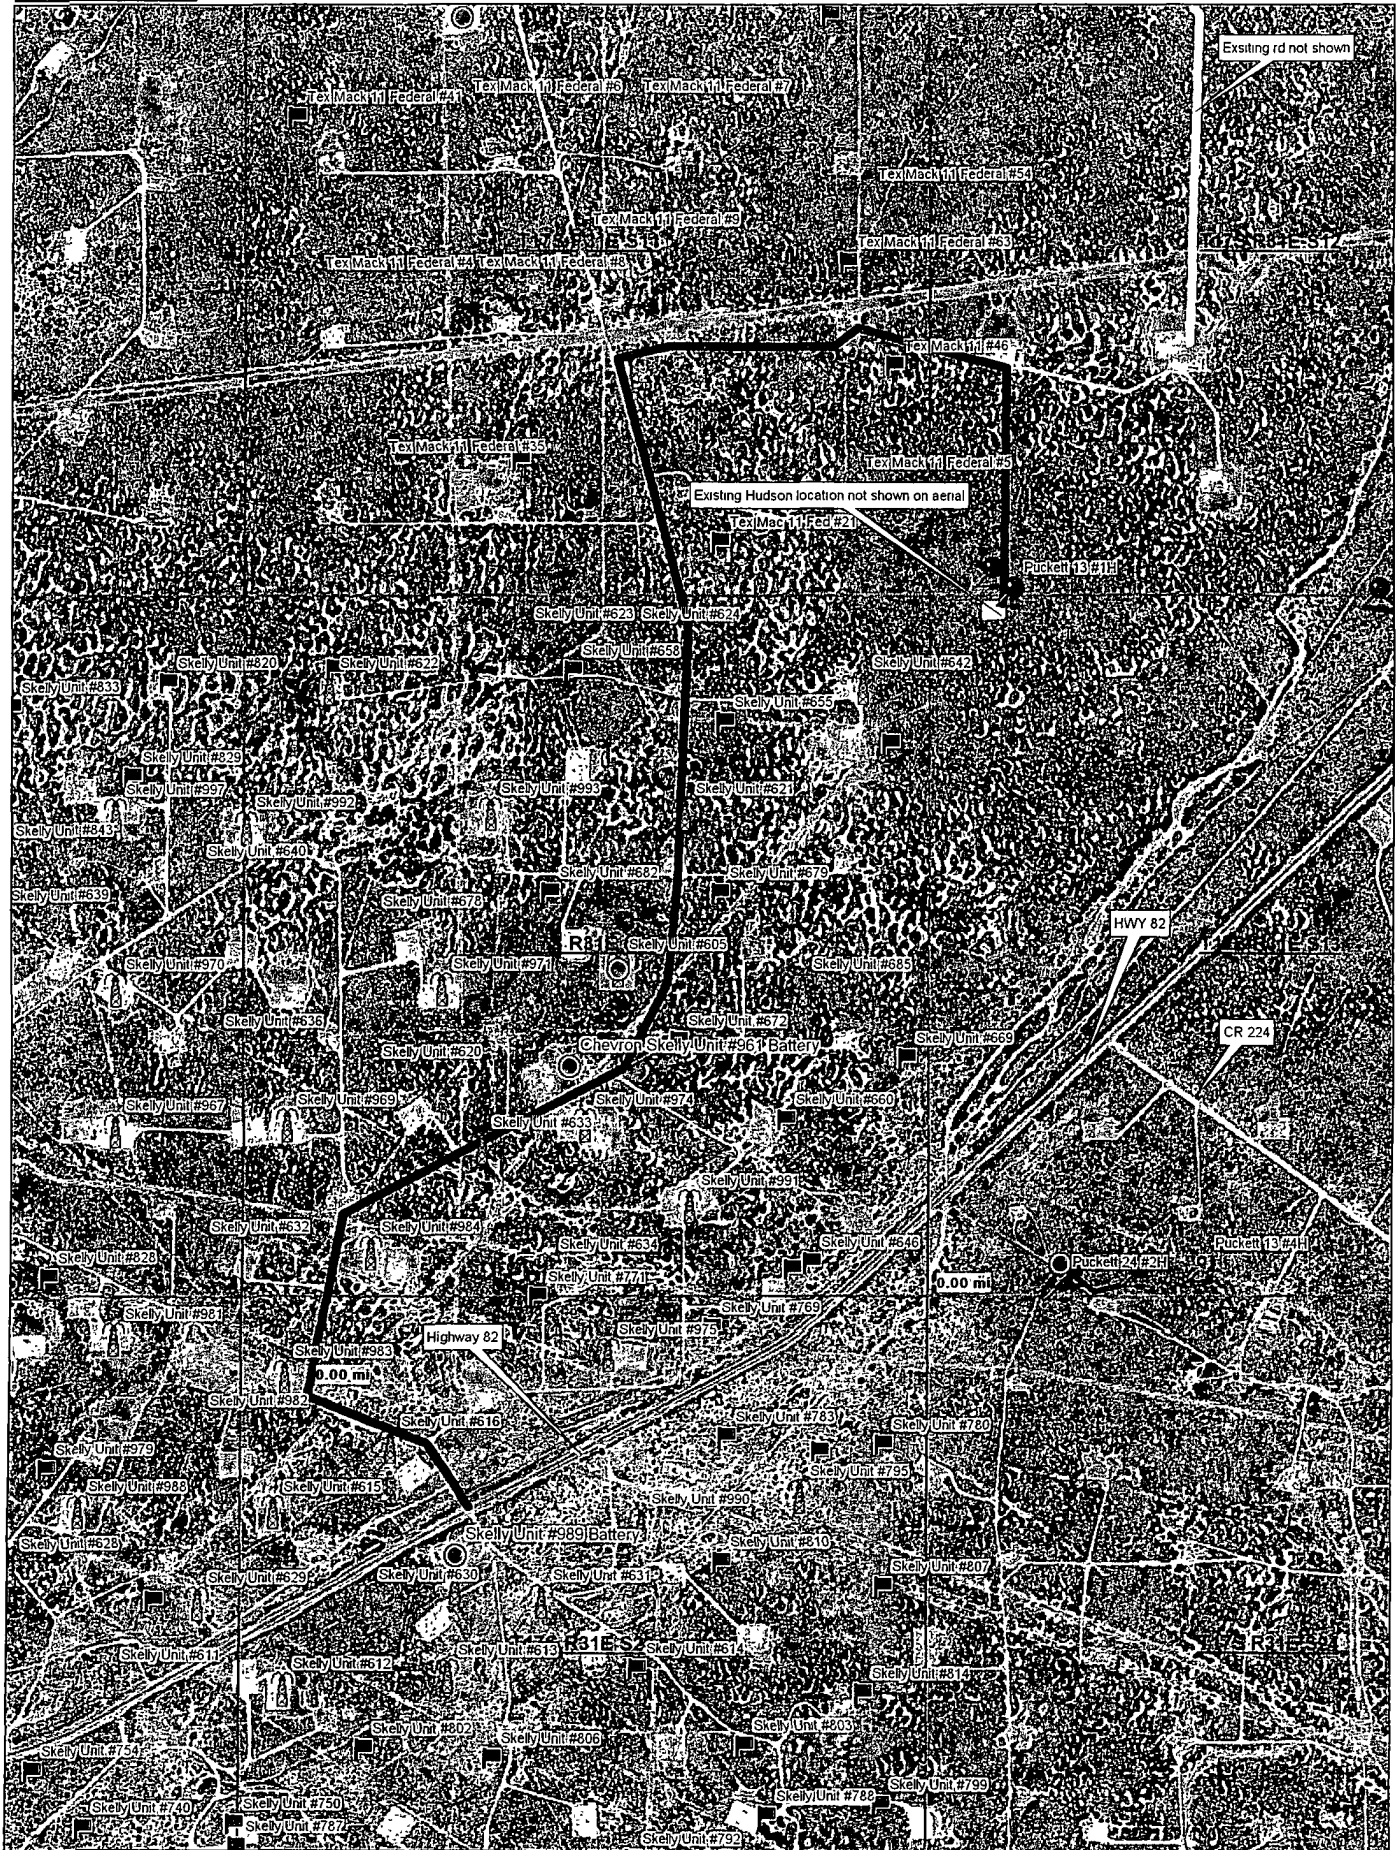 Exsiting rd not shown
Tex Mack 11 Federal #6
Tex Mack 11 Federal #7
Tex Mack 11 Federal #41
Tex Mack 11 Federal #54
Tex Mack 11 Federal #9
Tex Mack 11 Federal #63
Tex Mack 11 Federal #4
Tex Mack 11 Federal #8
Tex Mack 11 #46
Tex Mack 11 Federal #35
Tex Mack 11 Federal #5
Existing Hudson location not shown on aerial
Tex Mac 11 Fed #21
Puckett 13 #1H
Skelly Unit #623
Skelly Unit #624
Skelly Unit #658
Skelly Unit #820
Skelly Unit #622
Skelly Unit #642
Skelly Unit #833
Skelly Unit #655
Skelly Unit #829
Skelly Unit #997
Skelly Unit #992
Skelly Unit #993
Skelly Unit #621
Skelly Unit #843
Skelly Unit #640
Skelly Unit #682
Skelly Unit #679
Skelly Unit #639
Skelly Unit #678
HWY 82
R31
Skelly Unit #605
Skelly Unit #970
Skelly Unit #971
Skelly Unit #685
Skelly Unit #636
Skelly Unit #672
CR 224
Skelly Unit #669
Chevron Skelly Unit #961 Battery
Skelly Unit #620
Skelly Unit #969
Skelly Unit #974
Skelly Unit #967
Skelly Unit #660
Skelly Unit #633
Skelly Unit #991
Skelly Unit #632
Skelly Unit #984
Skelly Unit #634
Skelly Unit #646
Puckett 13 #4H
Skelly Unit #828
Puckett 24 #2H
Skelly Unit #771
0.00 mi
Skelly Unit #981
Skelly Unit #769
Skelly Unit #975
Highway 82
Skelly Unit #983
0.00 mi
Skelly Unit #982
Skelly Unit #616
Skelly Unit #783
Skelly Unit #780
Skelly Unit #979
Skelly Unit #795
Skelly Unit #988
Skelly Unit #615
Skelly Unit #990
Skelly Unit #989 Battery
Skelly Unit #628
Skelly Unit #810
Skelly Unit #807
Skelly Unit #629
Skelly Unit #630
Skelly Unit #631
Skelly Unit #611
Skelly Unit #613
R31E-S2
Skelly Unit #614
Skelly Unit #612
Skelly Unit #814
Skelly Unit #802
Skelly Unit #803
Skelly Unit #806
Skelly Unit #754
Skelly Unit #799
Skelly Unit #740
Skelly Unit #750
Skelly Unit #788
Skelly Unit #787
Skelly Unit #792